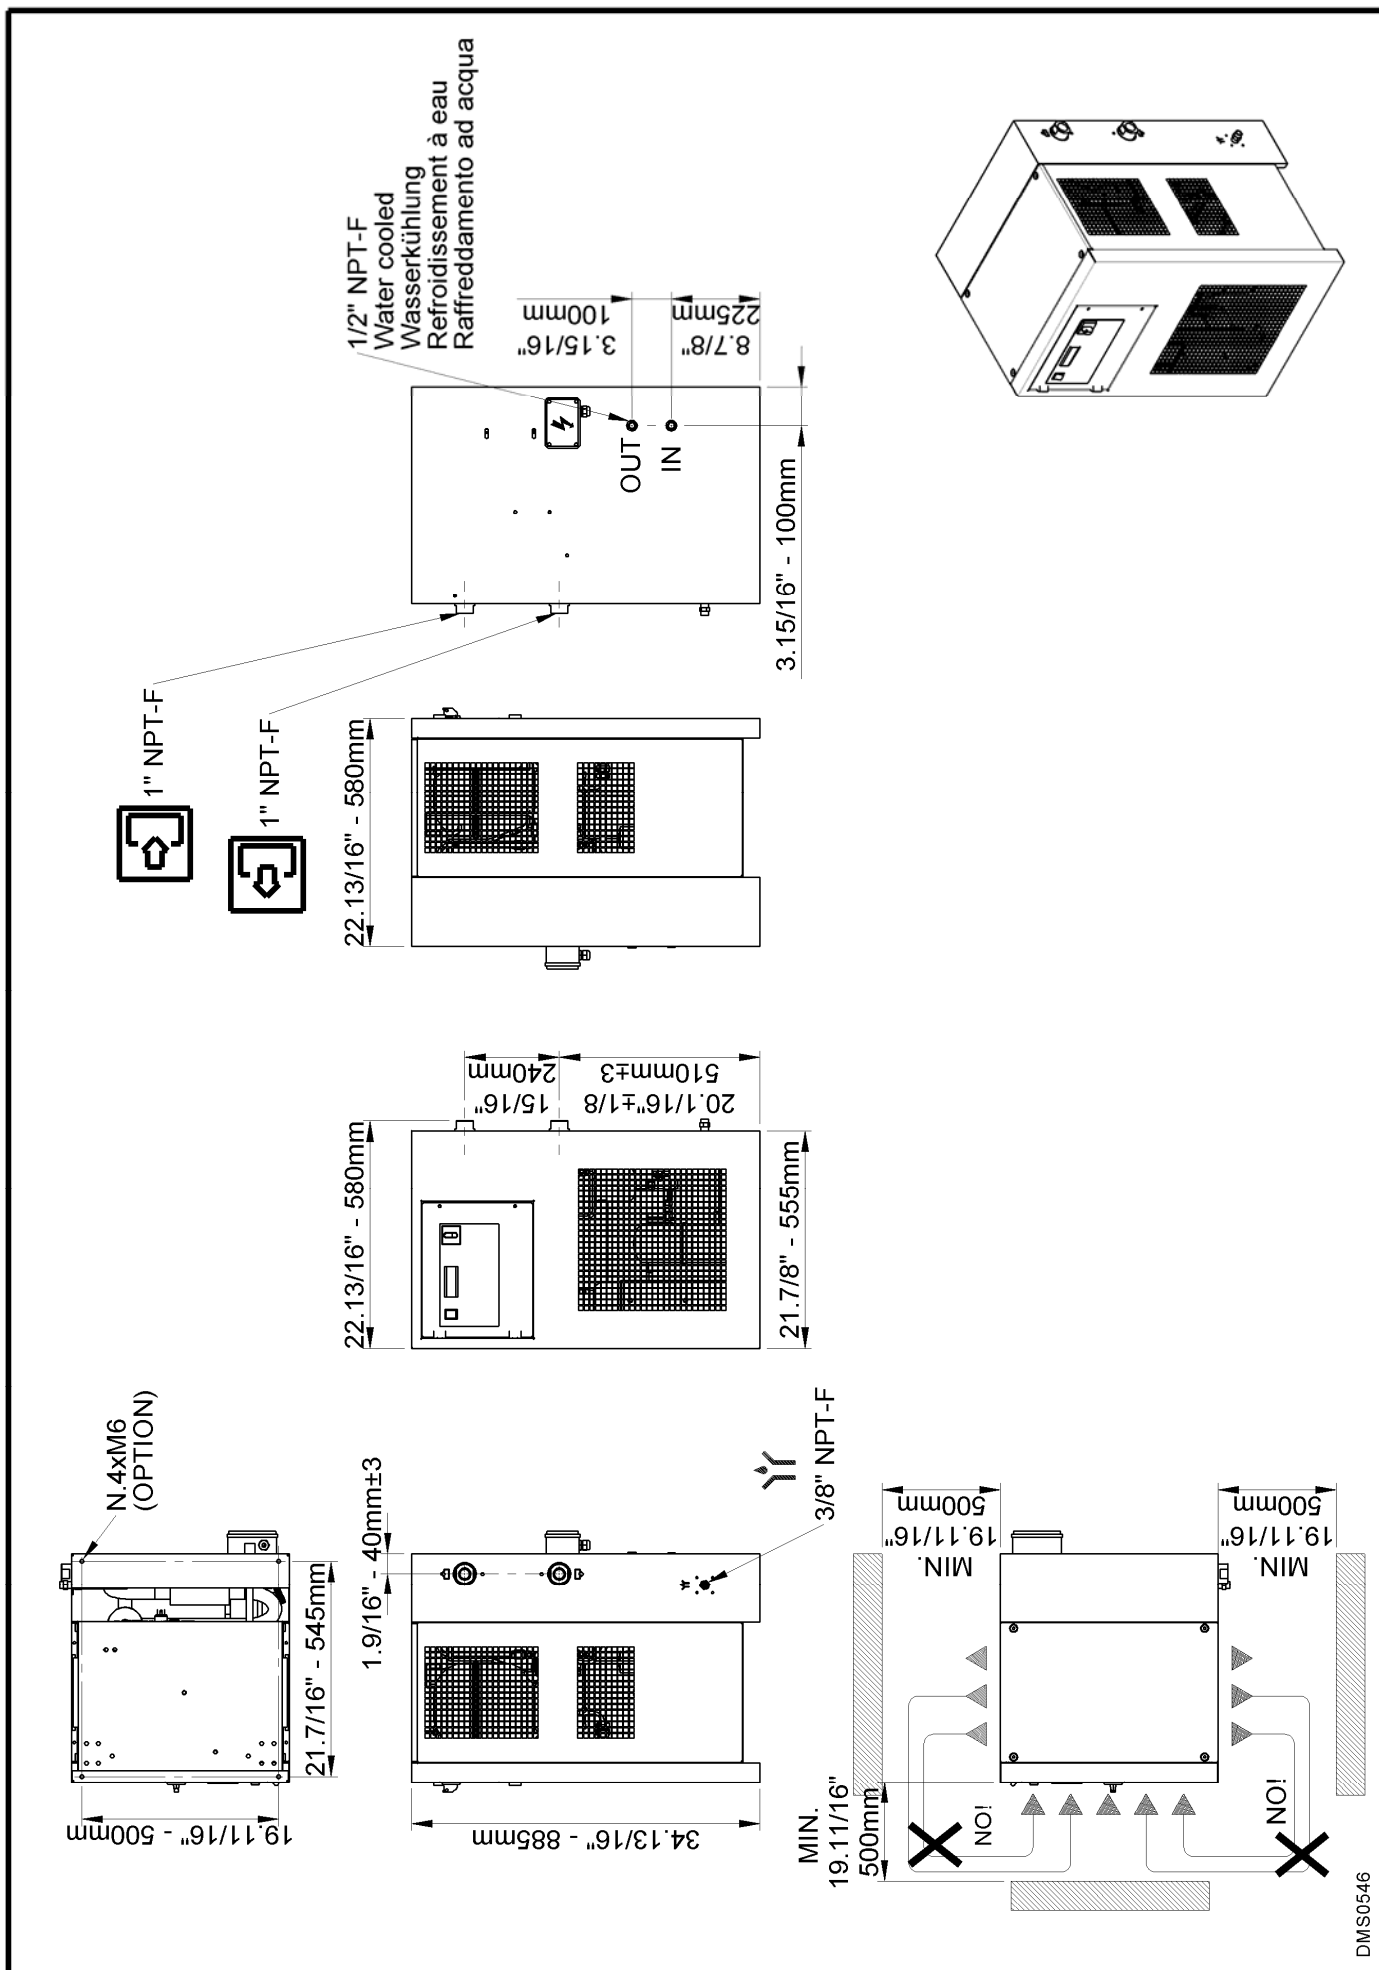 N.4xM6
(OPTION)
19.11/16" - 500mm
21.7/16" - 545mm
1.9/16" - 40mm±3
34.13/16" - 885mm
3/8" NPT-F
22.13/16" - 580mm
15/16"
240mm
20.1/16"±1/8
510mm±3
21.7/8" - 555mm
1" NPT-F
1" NPT-F
22.13/16" - 580mm
1/2" NPT-F
Water cooled
Wasserkühlung
Refroidissement à eau
Raffreddamento ad acqua
3.15/16"
100mm
8.7/8"
225mm
OUT
IN
3.15/16" - 100mm
MIN.
19.11/16"
500mm
MIN.
19.11/16"
500mm
MIN.
19.11/16"
500mm
NO!
NO!
DMS0546